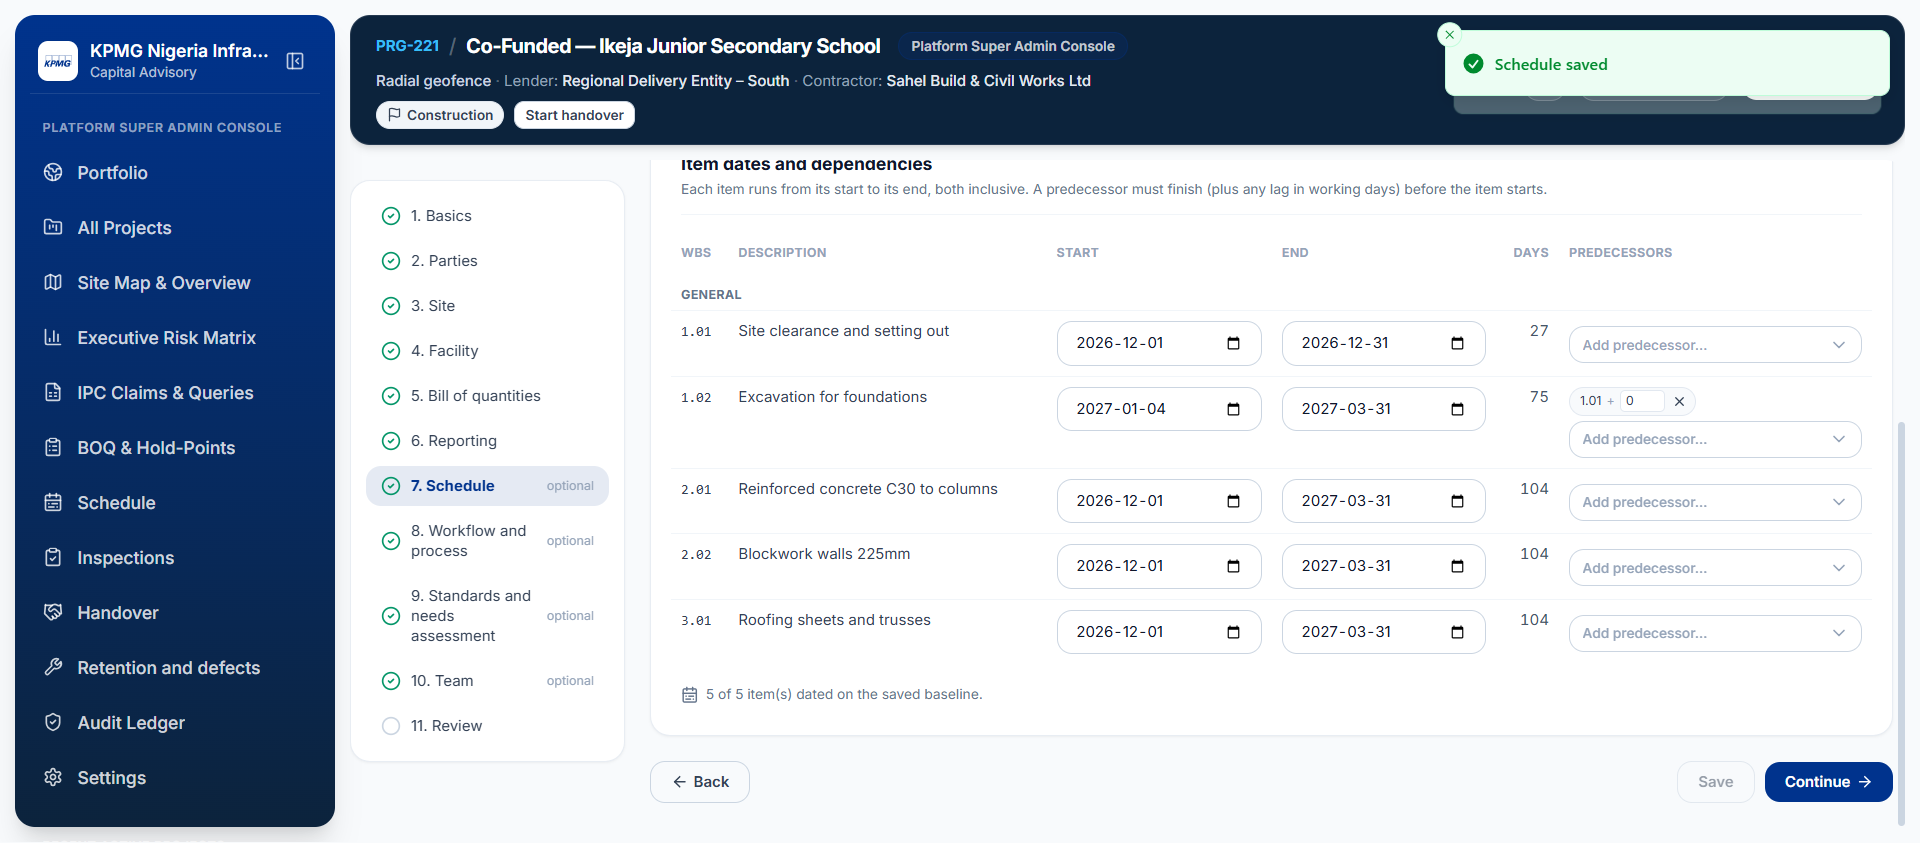 KPMG
KPMG Nigeria Infra...
Capital Advisory
PLATFORM SUPER ADMIN CONSOLE
Portfolio
All Projects
Site Map & Overview
Executive Risk Matrix
IPC Claims & Queries
BOQ & Hold-Points
Schedule
Inspections
Handover
Retention and defects
Audit Ledger
Settings
PRG-221 / Co-Funded — Ikeja Junior Secondary School Platform Super Admin Console
Radial geofence · Lender: Regional Delivery Entity – South · Contractor: Sahel Build & Civil Works Ltd
Construction Start handover
Schedule saved
1. Basics
2. Parties
3. Site
4. Facility
5. Bill of quantities
6. Reporting
7. Schedule optional
8. Workflow and
process
optional
9. Standards and
needs
assessment
optional
10. Team optional
11. Review
Item dates and dependencies
Each item runs from its start to its end, both inclusive. A predecessor must finish (plus any lag in working days) before the item starts.
WBS DESCRIPTION START END DAYS PREDECESSORS
GENERAL
1.01 Site clearance and setting out 2026-12-01 2026-12-31 27 Add predecessor...
1.02 Excavation for foundations 2027-01-04 2027-03-31 75 1.01 + 0
Add predecessor...
2.01 Reinforced concrete C30 to columns 2026-12-01 2027-03-31 104 Add predecessor...
2.02 Blockwork walls 225mm 2026-12-01 2027-03-31 104 Add predecessor...
3.01 Roofing sheets and trusses 2026-12-01 2027-03-31 104 Add predecessor...
5 of 5 item(s) dated on the saved baseline.
Back Save Continue